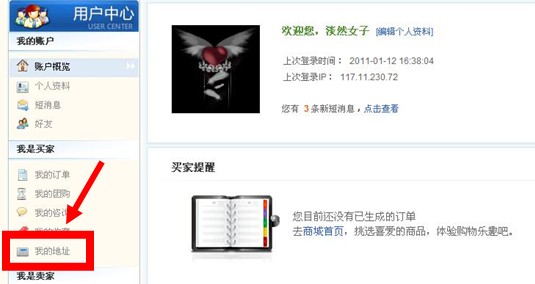 用户中心
USER CENTER
我的账户
账户概览
个人资料
短消息
好友
我是买家
我的订单
我的团购
我的咨询
我的地址
我是卖家
欢迎您，淡然女子 [编辑个人资料]
上次登录时间： 2011-01-12 16:38:04
上次登录IP： 117.11.230.72
您有 3 条新短消息，点击查看
买家提醒
您目前还没有已生成的订单
去商城首页，挑选喜爱的商品，体验购物乐趣吧。